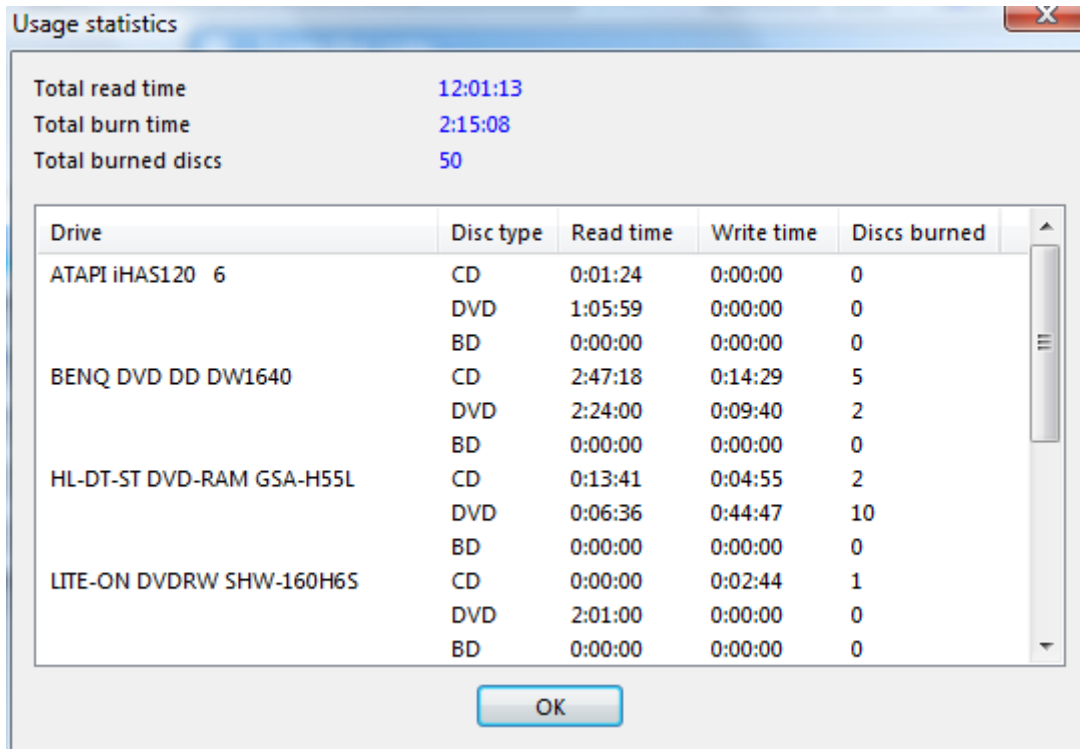 Usage statistics
Total read time 12:01:13
Total burn time 2:15:08
Total burned discs 50
Drive Disc type Read time Write time Discs burned
ATAPI iHAS120   6 CD 0:01:24 0:00:00 0
DVD 1:05:59 0:00:00 0
BD 0:00:00 0:00:00 0
BENQ DVD DD DW1640 CD 2:47:18 0:14:29 5
DVD 2:24:00 0:09:40 2
BD 0:00:00 0:00:00 0
HL-DT-ST DVD-RAM GSA-H55L CD 0:13:41 0:04:55 2
DVD 0:06:36 0:44:47 10
BD 0:00:00 0:00:00 0
LITE-ON DVDRW SHW-160H6S CD 0:00:00 0:02:44 1
DVD 2:01:00 0:00:00 0
BD 0:00:00 0:00:00 0
OK